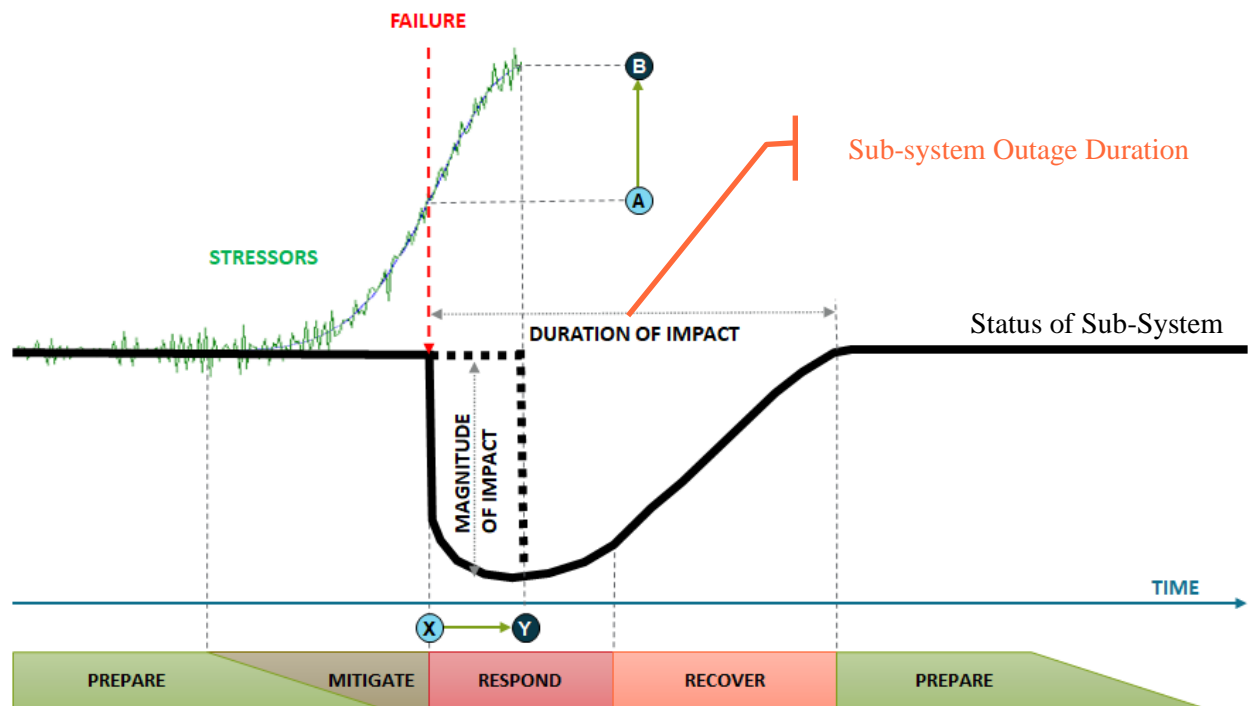 FAILURE
B
Sub-system Outage Duration
A
STRESSORS
DURATION OF IMPACT
Status of Sub-System
MAGNITUDE
OF IMPACT
TIME
X
Y
PREPARE
MITIGATE
RESPOND
RECOVER
PREPARE